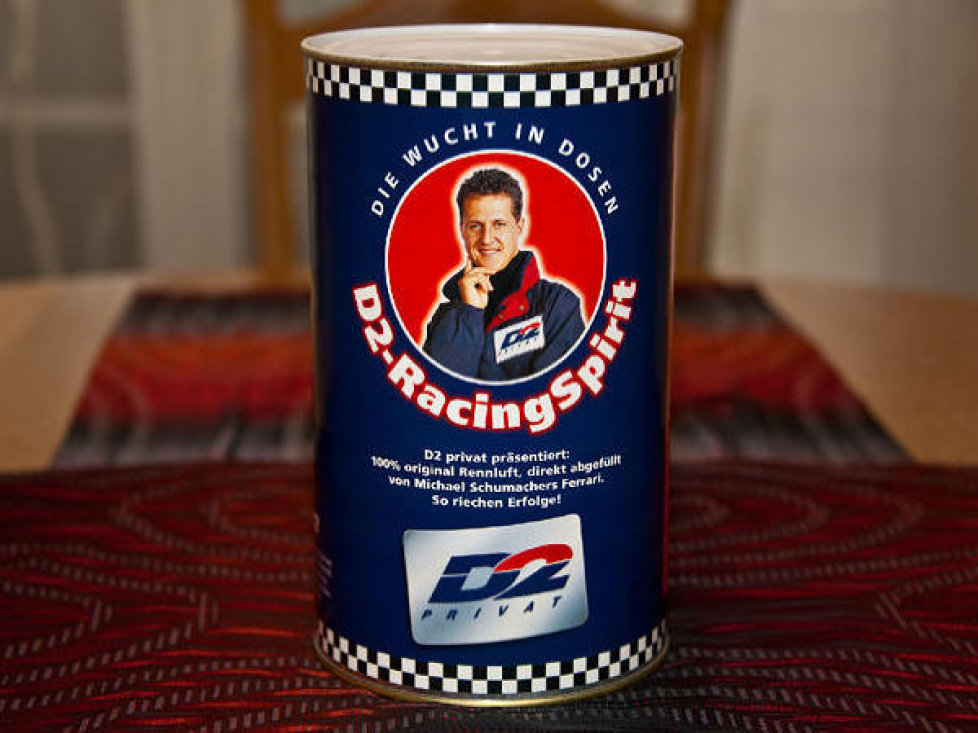 DIE WUCHT IN DOSEN
D2
D2-RacingSpirit
D2 privat präsentiert:
100% original Rennluft, direkt abgefüllt
von Michael Schumachers Ferrari.
So riechen Erfolge!
D2
PRIVAT